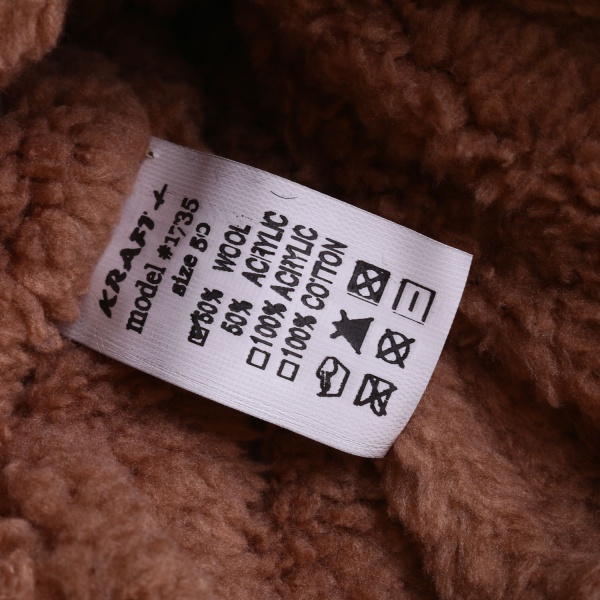 KRAFT +
model #1735
size 50
☑50% WOOL
50% ACRYLIC
☐100% ACRYLIC
☐100% COTTON